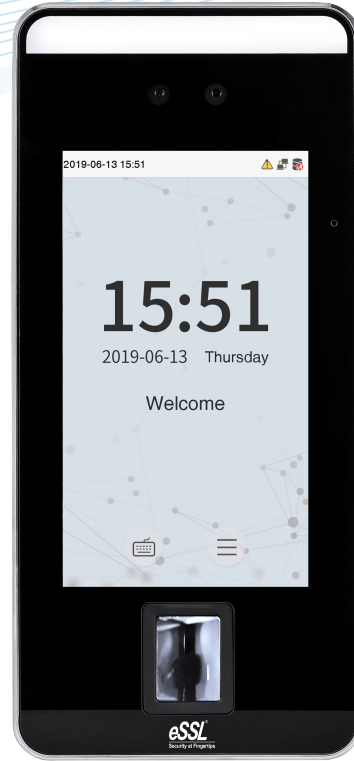 2019-06-13 15:51
15:51
2019-06-13 Thursday
Welcome
eSSL
Security at Fingertips